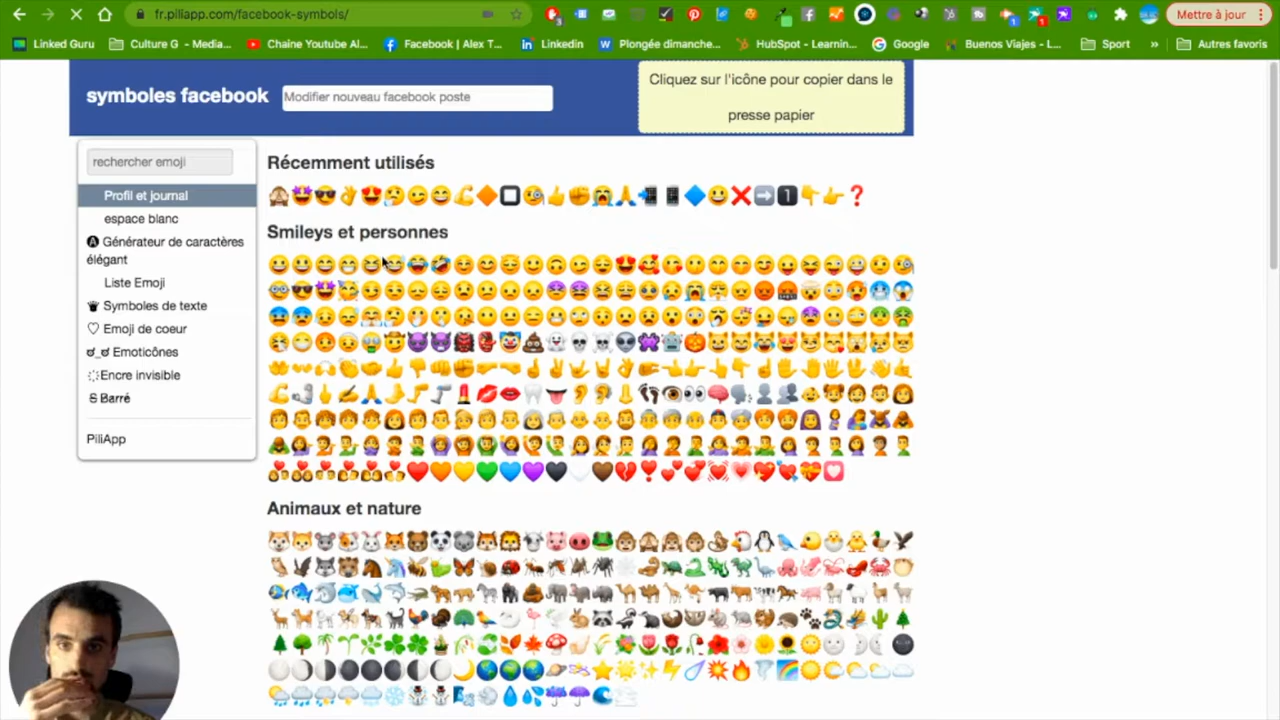 fr.piliapp.com/facebook-symbols/
Mettre à jour
Linked Guru
Culture G - Media...
Chaine Youtube Al...
Facebook | Alex T...
Linkedin
Plongée dimanche...
HubSpot - Learnin...
Google
Buenos Viajes - L...
Sport
»
Autres favoris
symboles facebook
Modifier nouveau facebook poste
Cliquez sur l'icône pour copier dans le
presse papier
rechercher emoji
Profil et journal
espace blanc
Générateur de caractères
élégant
Liste Emoji
Symboles de texte
Emoji de coeur
ಠ_ಠ Emoticônes
Encre invisible
S Barré
PiliApp
Récemment utilisés
Smileys et personnes
Animaux et nature